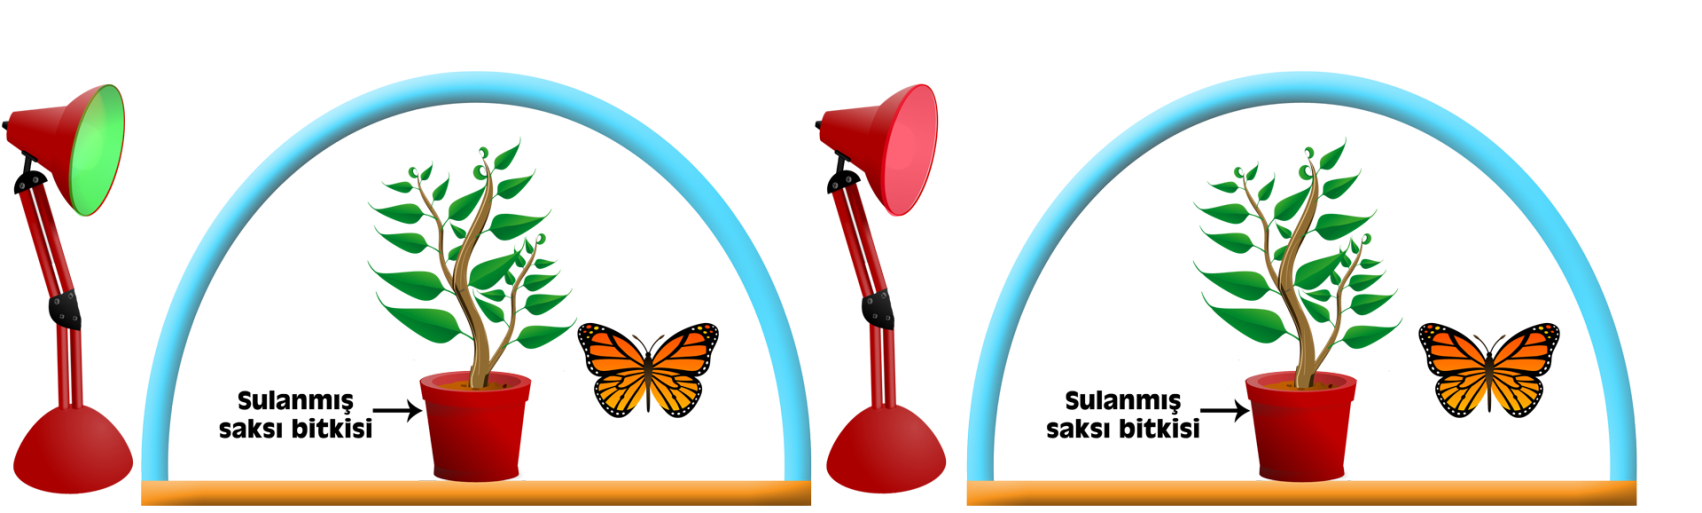 Sulanmış
saksı bitkisi
Sulanmış
saksı bitkisi